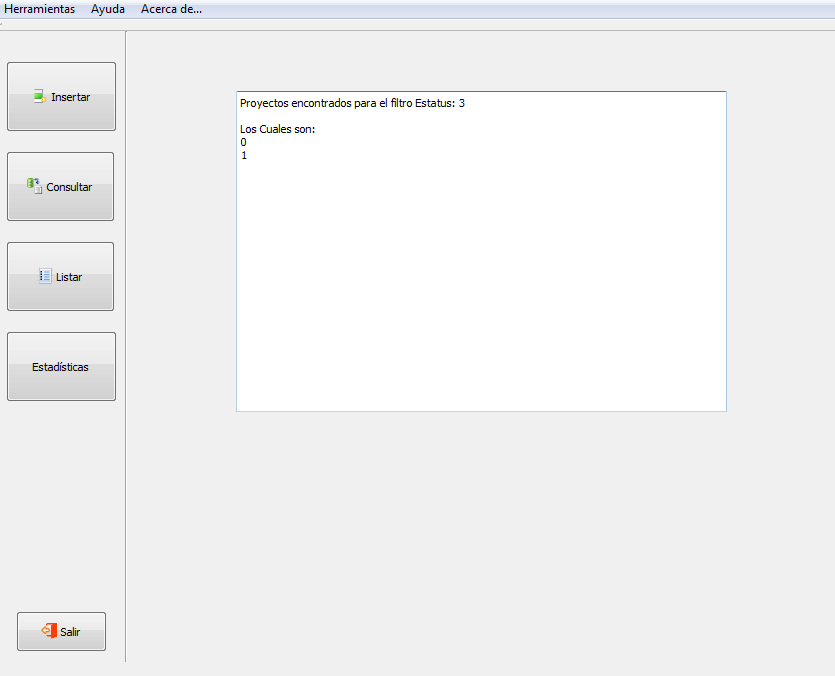 Herramientas Ayuda Acerca de...
Insertar
Consultar
Listar
Estadísticas
Salir
Proyectos encontrados para el filtro Estatus: 3
Los Cuales son:
0
1